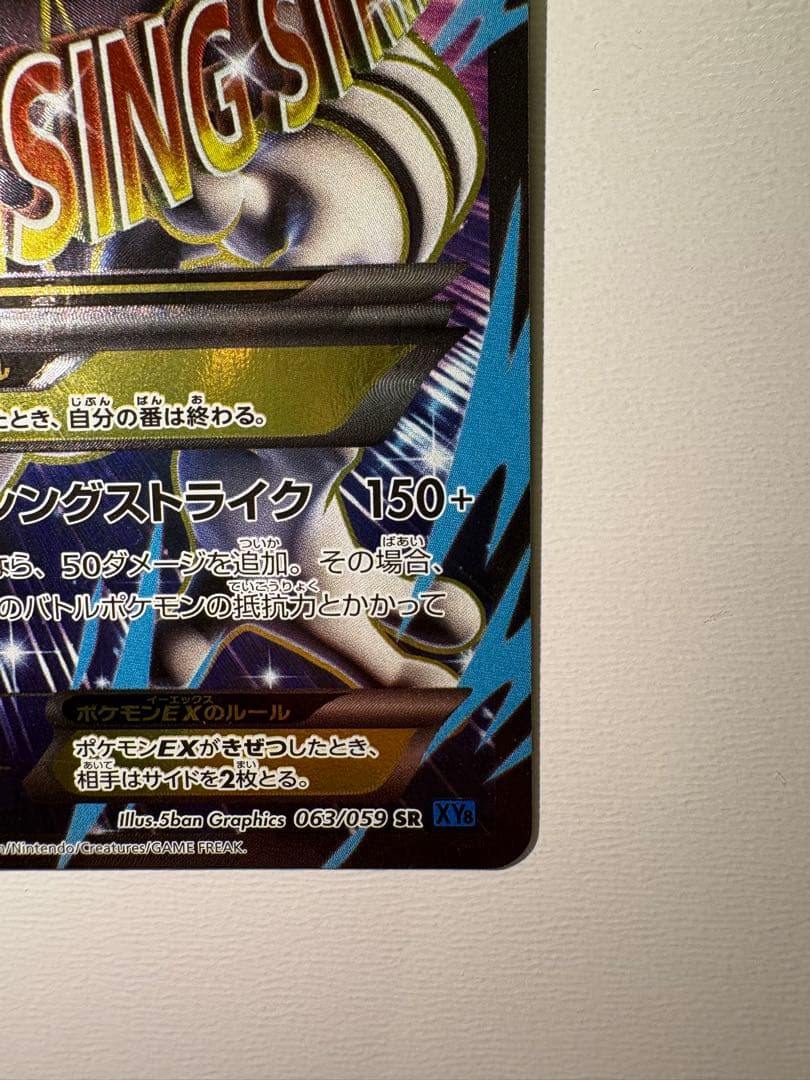 SING STR
ル
たとき、自分の番は終わる。
シングストライク 150+
なら、50ダメージを追加。その場合、
のバトルポケモンの抵抗力とかかって
ポケモンEXのルール
ポケモンEXがきぜつしたとき、
相手はサイドを2枚とる。
Illus.5ban Graphics 063/059 SR XY8
/Nintendo/Creatures/GAME FREAK.